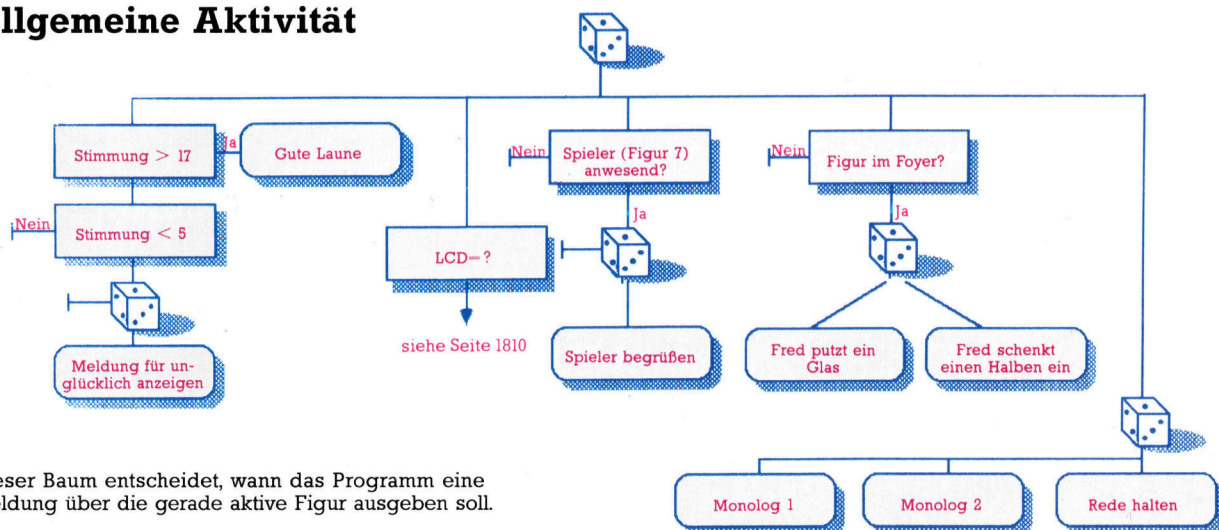 llgemeine Aktivität
Stimmung > 17
Ja
Gute Laune
Nein
Spieler (Figur 7)
anwesend?
Nein
Figur im Foyer?
Nein
Stimmung < 5
Ja
Ja
LCD=?
siehe Seite 1810
Meldung für un-
glücklich anzeigen
Spieler begrüßen
Fred putzt ein
Glas
Fred schenkt
einen Halben ein
eser Baum entscheidet, wann das Programm eine
ldung über die gerade aktive Figur ausgeben soll.
Monolog 1
Monolog 2
Rede halten